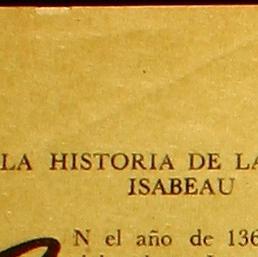 LA HISTORIA DE LA
ISABEAU
N el año de 136